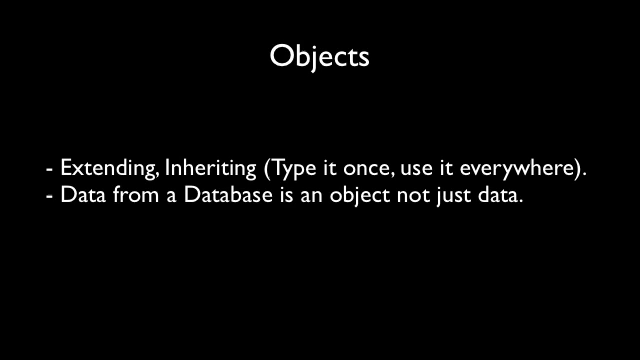 Objects
- Extending, Inheriting (Type it once, use it everywhere).
- Data from a Database is an object not just data.